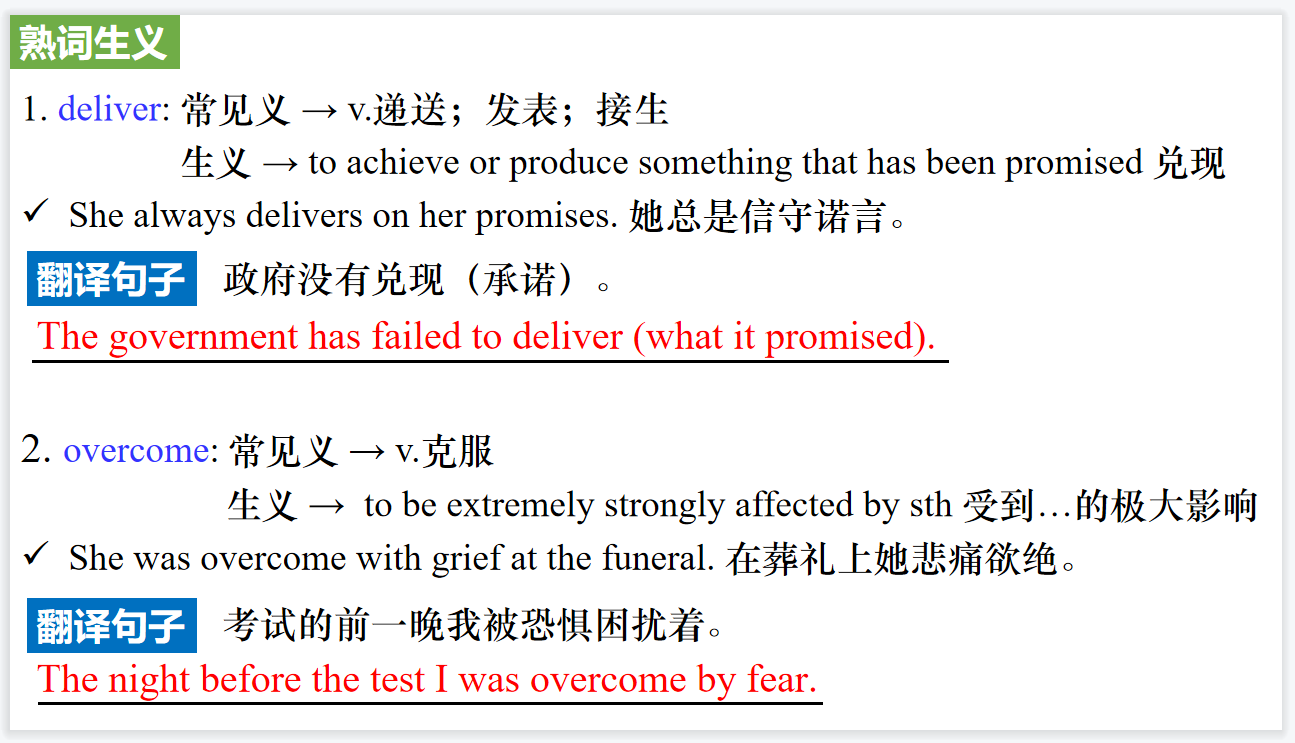 熟词生义
1. deliver: 常见义 → v.递送；发表；接生
生义 → to achieve or produce something that has been promised 兑现
✓ She always delivers on her promises. 她总是信守诺言。
翻译句子 政府没有兑现（承诺）。
The government has failed to deliver (what it promised).
2. overcome: 常见义 → v.克服
生义 → to be extremely strongly affected by sth 受到…的极大影响
✓ She was overcome with grief at the funeral. 在葬礼上她悲痛欲绝。
翻译句子 考试的前一晚我被恐惧困扰着。
The night before the test I was overcome by fear.